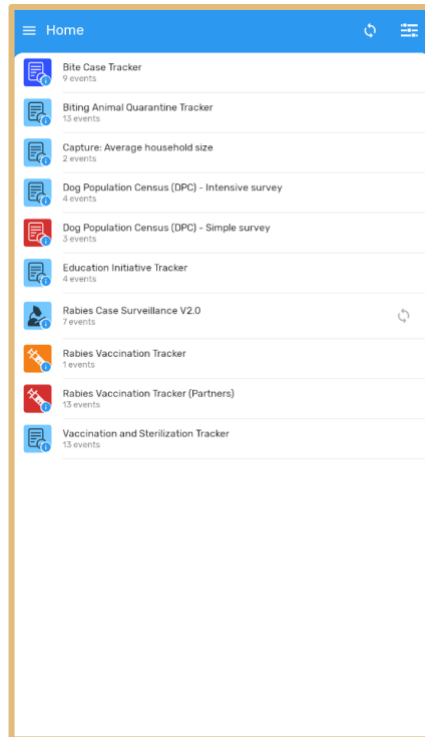 Home
Bite Case Tracker
9 events
Biting Animal Quarantine Tracker
13 events
Capture: Average household size
2 events
Dog Population Census (DPC) - Intensive survey
4 events
Dog Population Census (DPC) - Simple survey
3 events
Education Initiative Tracker
4 events
Rabies Case Surveillance V2.0
7 events
Rabies Vaccination Tracker
1 events
Rabies Vaccination Tracker (Partners)
13 events
Vaccination and Sterilization Tracker
13 events